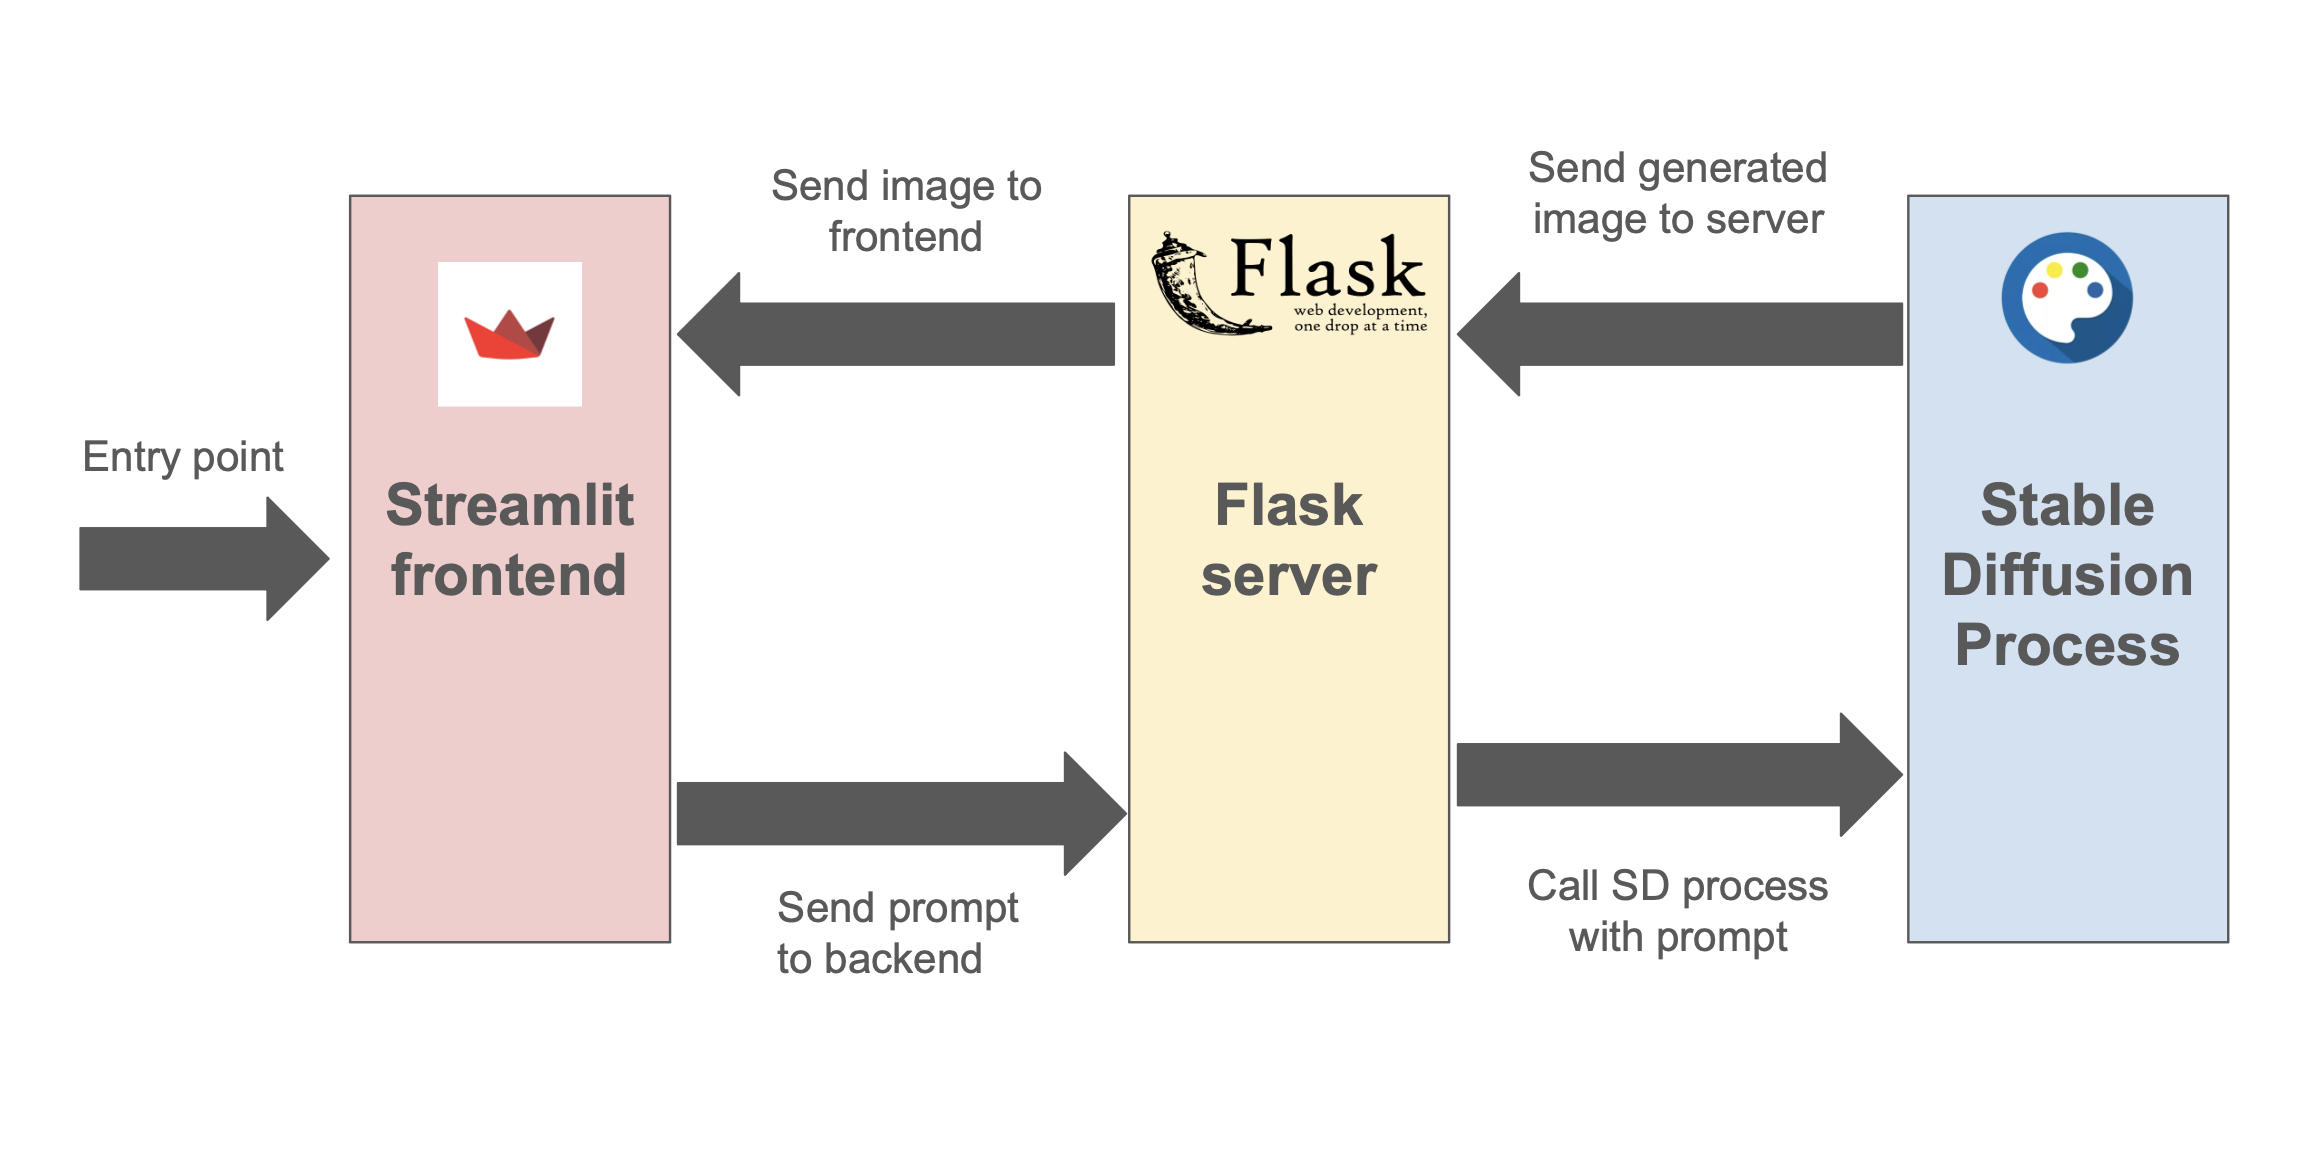 Entry point
Streamlit
frontend
Send image to
frontend
Send prompt
to backend
Flask
web development,
one drop at a time
Flask
server
Send generated
image to server
Call SD process
with prompt
Stable
Diffusion
Process